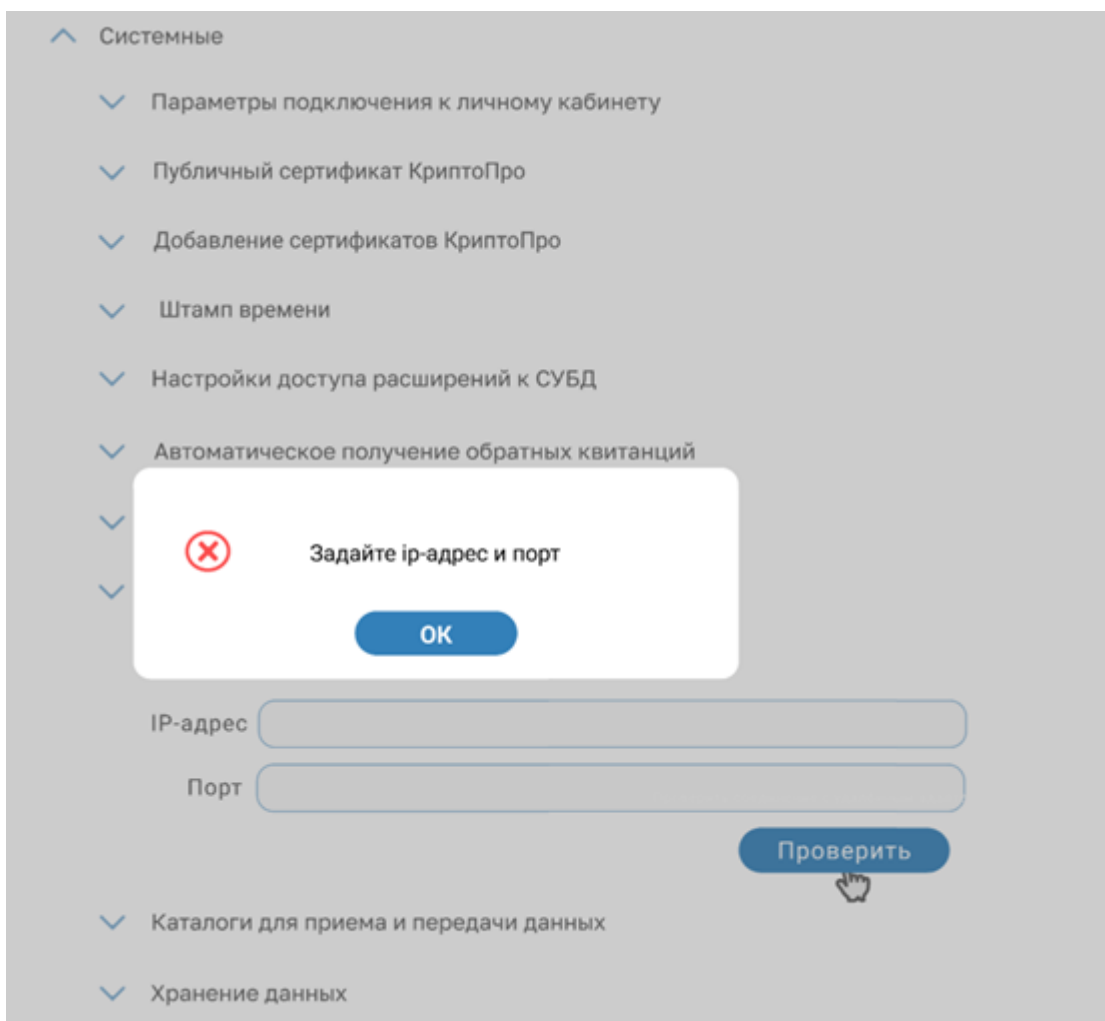 Системные
Параметры подключения к личному кабинету
Публичный сертификат КриптоПро
Добавление сертификатов КриптоПро
Штамп времени
Настройки доступа расширений к СУБД
Автоматическое получение обратных квитанций
Задайте ip-адрес и порт
ОК
IP-адрес
Порт
Проверить
Каталоги для приема и передачи данных
Хранение данных